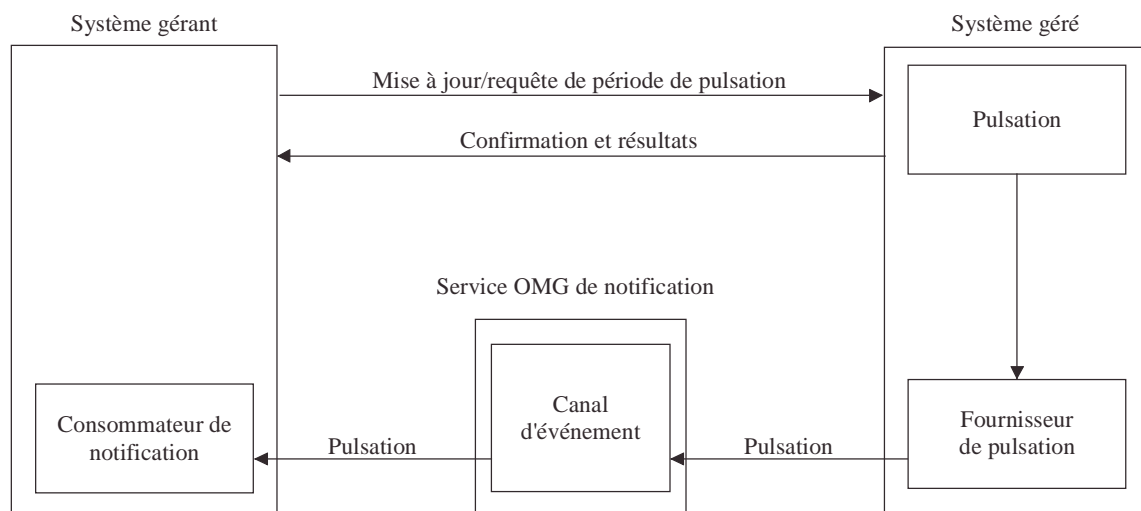 Système gérant
Système géré
Mise à jour/requête de période de pulsation
Pulsation
Confirmation et résultats
Service OMG de notification
Canal
d'événement
Consommateur de
notification
Fournisseur
de pulsation
Pulsation
Pulsation